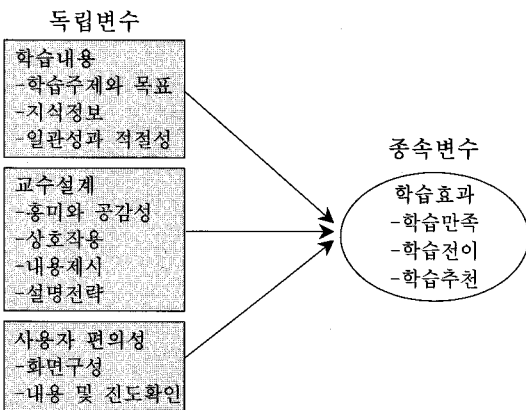 독립변수
학습내용
-학습주제와 목표
-지식정보
-일관성과 적절성
교수설계
-흥미와 공감성
-상호작용
-내용제시
-설명전략
사용자 편의성
-화면구성
-내용 및 진도확인
종속변수
학습효과
-학습만족
-학습전이
-학습추천